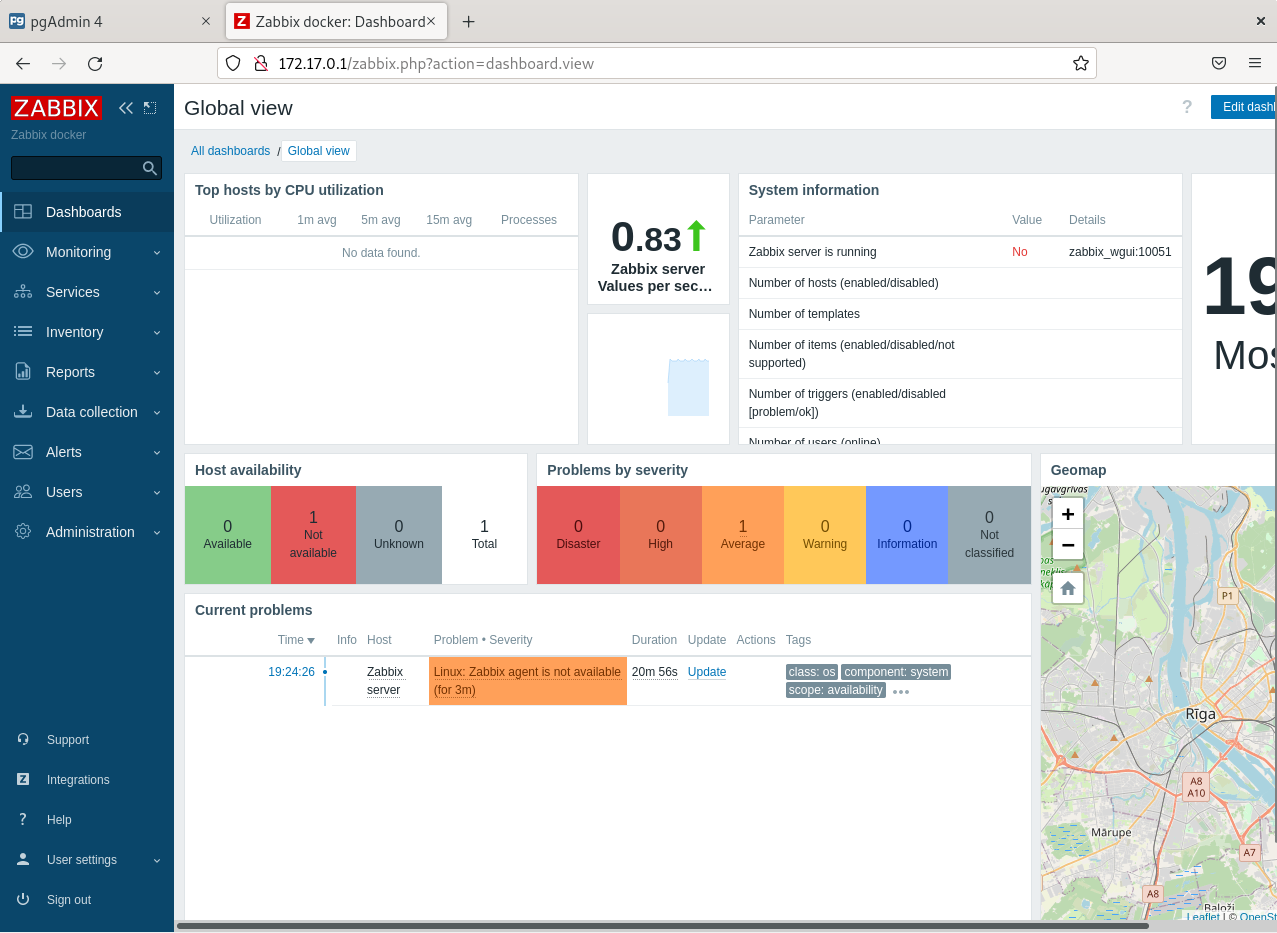 pgAdmin 4
Zabbix docker: Dashboard
172.17.0.1/zabbix.php?action=dashboard.view
ZABBIX
Zabbix docker
Dashboards
Monitoring
Services
Inventory
Reports
Data collection
Alerts
Users
Administration
Support
Integrations
Help
User settings
Sign out
Global view
?
Edit dashl
All dashboards / Global view
Top hosts by CPU utilization
Utilization 1m avg 5m avg 15m avg Processes
No data found.
0.83
Zabbix server
Values per sec…
System information
Parameter Value Details
Zabbix server is running No zabbix_wgui:10051
Number of hosts (enabled/disabled)
Number of templates
Number of items (enabled/disabled/not
supported)
Number of triggers (enabled/disabled
[problem/ok])
Number of users (online)
19
Mos
Host availability
0
Available
1
Not
available
0
Unknown
1
Total
Problems by severity
0
Disaster
0
High
1
Average
0
Warning
0
Information
0
Not
classified
Geomap
+
−
P1
Rīga
A8
A10
Mārupe
A7
A8
Baloži
Leaflet | © OpenSt
Current problems
Time Info Host Problem • Severity Duration Update Actions Tags
19:24:26 Zabbix server Linux: Zabbix agent is not available (for 3m) 20m 56s Update class: os component: system
scope: availability